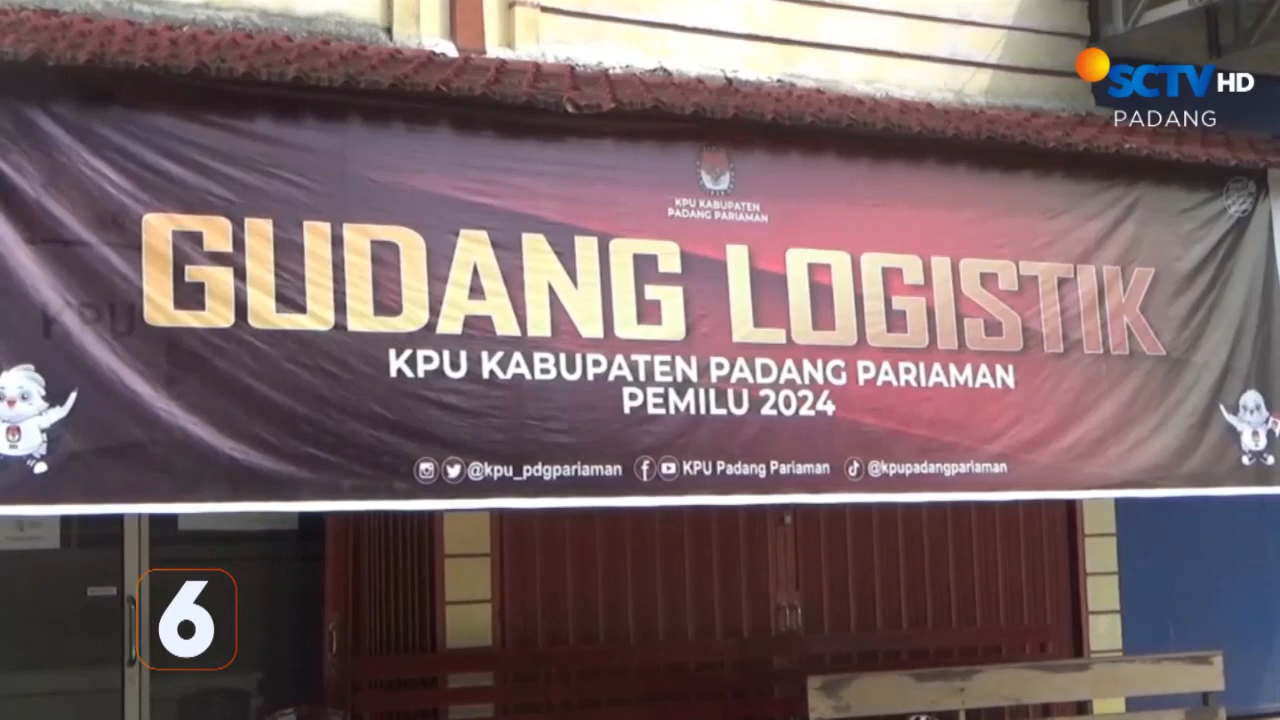 SCTV HD
PADANG
KPU KABUPATEN
PADANG PARIAMAN
GUDANG LOGISTIK
KPU KABUPATEN PADANG PARIAMAN
PEMILU 2024
@kpu_pdgpariaman KPU Padang Pariaman @kpupadangpariaman
KPU
6